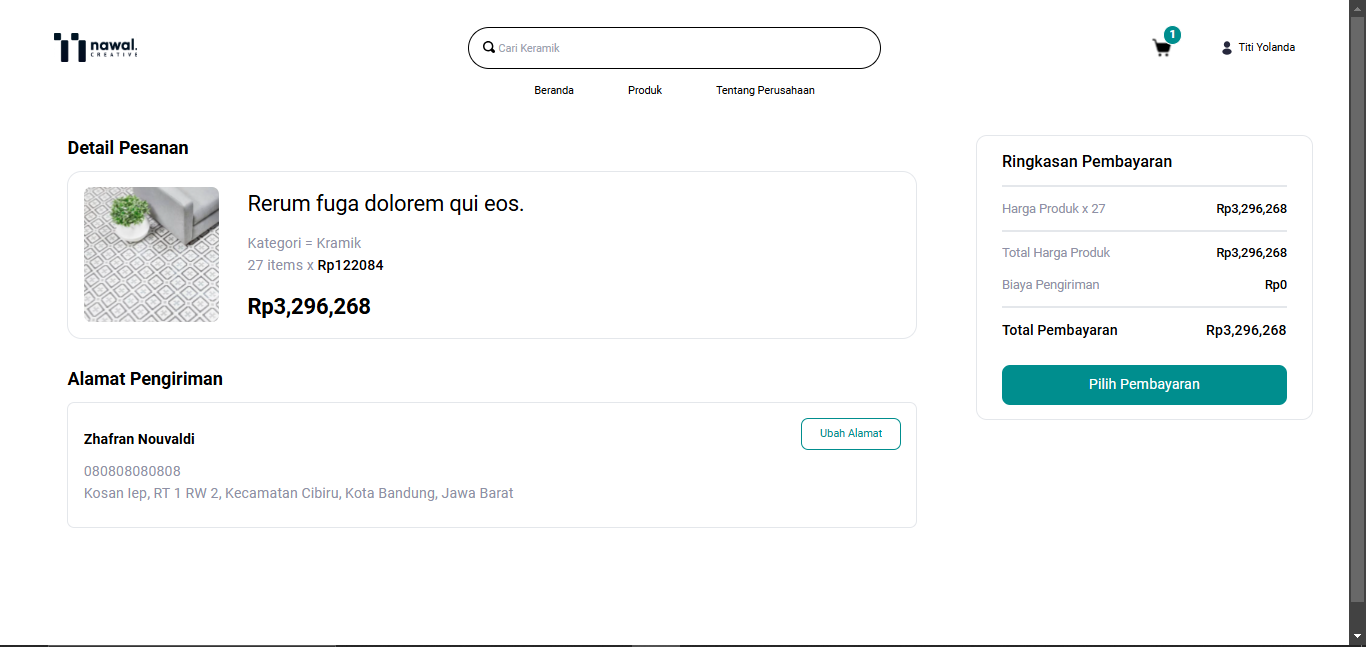 nawal.
CREATIVE
Cari Keramik
1
Titi Yolanda
Beranda
Produk
Tentang Perusahaan
Detail Pesanan
Rerum fuga dolorem qui eos.
Kategori = Kramik
27 items x Rp122084
Rp3,296,268
Alamat Pengiriman
Zhafran Nouvaldi
Ubah Alamat
080808080808
Kosan Iep, RT 1 RW 2, Kecamatan Cibiru, Kota Bandung, Jawa Barat
Ringkasan Pembayaran
Harga Produk x 27 Rp3,296,268
Total Harga Produk Rp3,296,268
Biaya Pengiriman Rp0
Total Pembayaran Rp3,296,268
Pilih Pembayaran